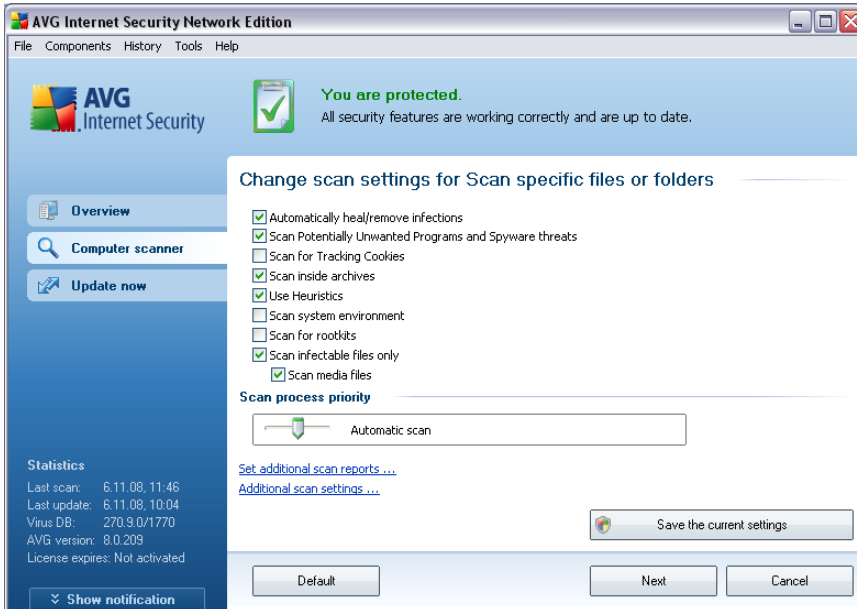 AVG Internet Security Network Edition
File Components History Tools Help
AVG
Internet Security
You are protected.
All security features are working correctly and are up to date.
Overview
Computer scanner
Update now
Change scan settings for Scan specific files or folders
Automatically heal/remove infections
Scan Potentially Unwanted Programs and Spyware threats
Scan for Tracking Cookies
Scan inside archives
Use Heuristics
Scan system environment
Scan for rootkits
Scan infectable files only
Scan media files
Scan process priority
Automatic scan
Set additional scan reports ...
Additional scan settings ...
Save the current settings
Default
Next
Cancel
Statistics
Last scan: 6.11.08, 11:46
Last update: 6.11.08, 10:04
Virus DB: 270.9.0/1770
AVG version: 8.0.209
License expires: Not activated
Show notification